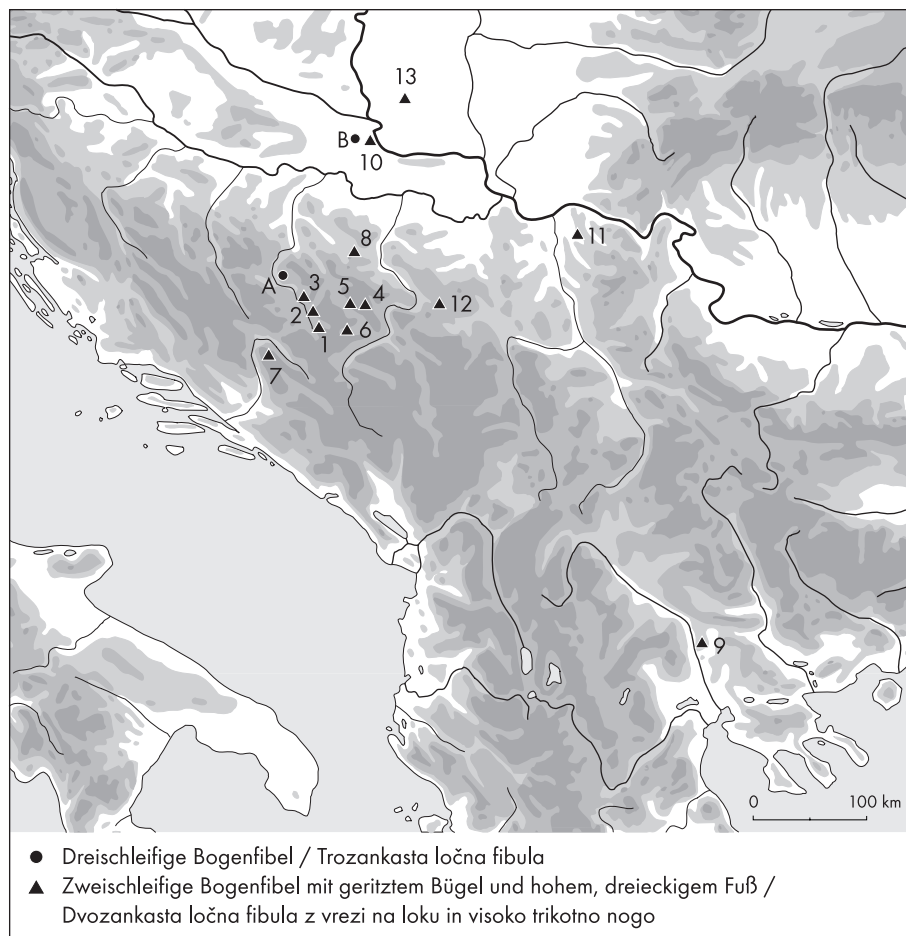 13
B
10
8
11
A
3
5
4
12
2
1
6
7
9
0
100 km
Dreischleifige Bogenfibel / Trozankasta ločna fibula
Zweischleifige Bogenfibel mit geritztem Bügel und hohem, dreieckigem Fuß /
Dvozankasta ločna fibula z vrezi na loku in visoko trikotno nogo